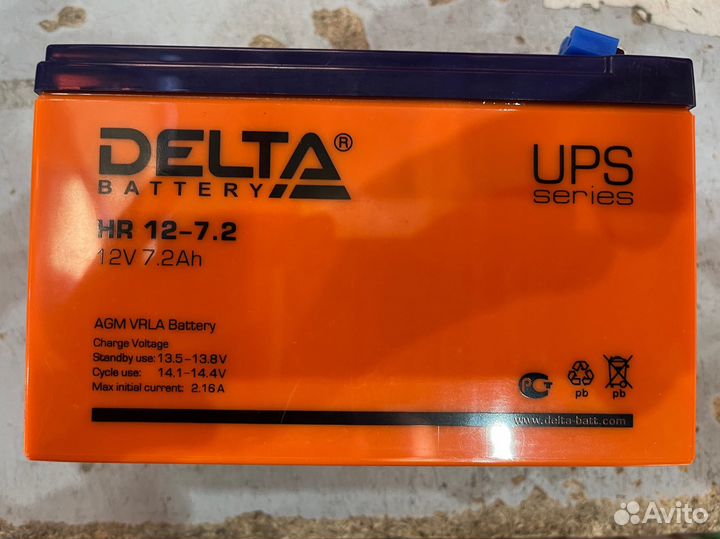 DELTA®
BATTERY
UPS
series
HR 12-7.2
12V 7.2Ah
AGM VRLA Battery
Charge Voltage
Standby use: 13.5-13.8V
Cycle use: 14.1-14.4V
Max initial current: 2.16A
РСТ
pb
pb
www.delta-batt.com
Avito